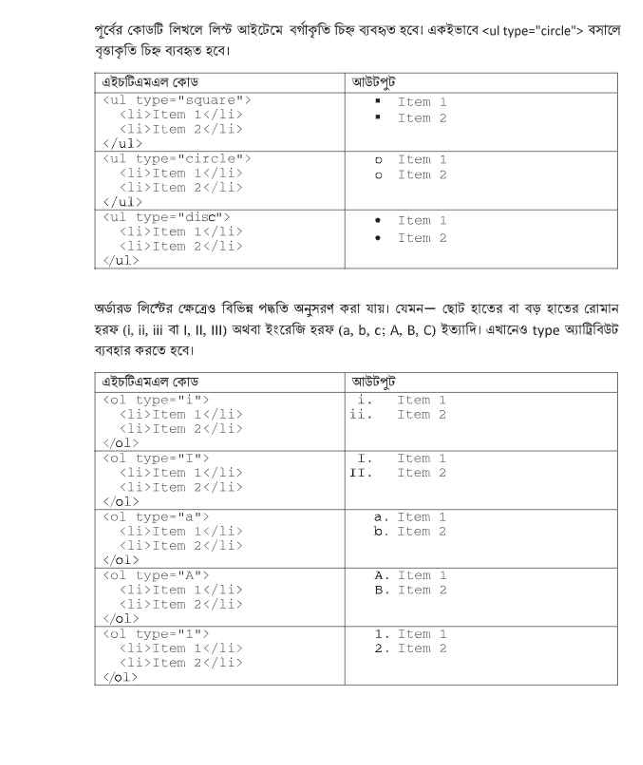 পূর্বের কোডটি লিখলে লিস্ট আইটেমে বর্গাকৃতি চিহ্ন ব্যবহৃত হবে। একইভাবে <ul type="circle"> বসালে
বৃত্তাকৃতি চিহ্ন ব্যবহৃত হবে।
এইচটিএমএল কোড
আউটপুট
<ul type="square">
<li>Item 1</li>
<li>Item 2</li>
</ul>
▪ Item 1
▪ Item 2
<ul type="circle">
<li>Item 1</li>
<li>Item 2</li>
</ul>
o Item 1
o Item 2
<ul type="disc">
<li>Item 1</li>
<li>Item 2</li>
</ul>
• Item 1
• Item 2
অর্ডারড লিস্টের ক্ষেত্রেও বিভিন্ন পদ্ধতি অনুসরণ করা যায়। যেমন— ছোট হাতের বা বড় হাতের রোমান
হরফ (i, ii, iii বা I, II, III) অথবা ইংরেজি হরফ (a, b, c; A, B, C) ইত্যাদি। এখানেও type অ্যাট্রিবিউট
ব্যবহার করতে হবে।
এইচটিএমএল কোড
আউটপুট
<ol type="i">
<li>Item 1</li>
<li>Item 2</li>
</ol>
i. Item 1
ii. Item 2
<ol type="I">
<li>Item 1</li>
<li>Item 2</li>
</ol>
I. Item 1
II. Item 2
<ol type="a">
<li>Item 1</li>
<li>Item 2</li>
</ol>
a. Item 1
b. Item 2
<ol type="A">
<li>Item 1</li>
<li>Item 2</li>
</ol>
A. Item 1
B. Item 2
<ol type="1">
<li>Item 1</li>
<li>Item 2</li>
</ol>
1. Item 1
2. Item 2